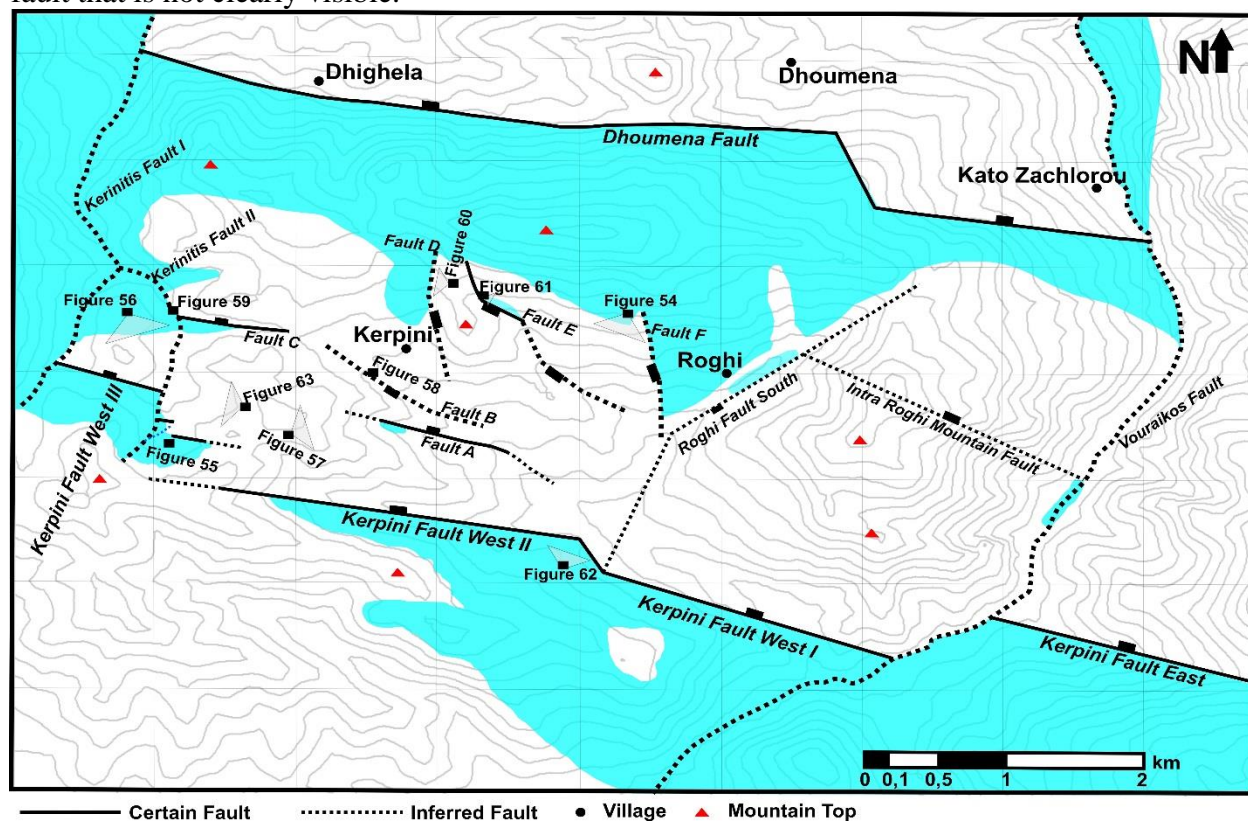 fault that is not clearly visible.
N
Dhighela
Dhoumena
Dhoumena Fault
Kato Zachlorou
Kerinitis Fault I
Kerinitis Fault II
Fault D
Figure 60
Figure 56
Figure 59
Figure 61
Figure 54
Fault E
Fault F
Fault C
Kerpini
Roghi
Figure 58
Figure 63
Fault B
Roghi Fault South
Intra Roghi Mountain Fault
Vouraikos Fault
Kerpini Fault West III
Figure 57
Fault A
Figure 55
Kerpini Fault West II
Figure 62
Kerpini Fault West I
Kerpini Fault East
km
0 0,1 0,5 1 2
Certain Fault Inferred Fault Village Mountain Top